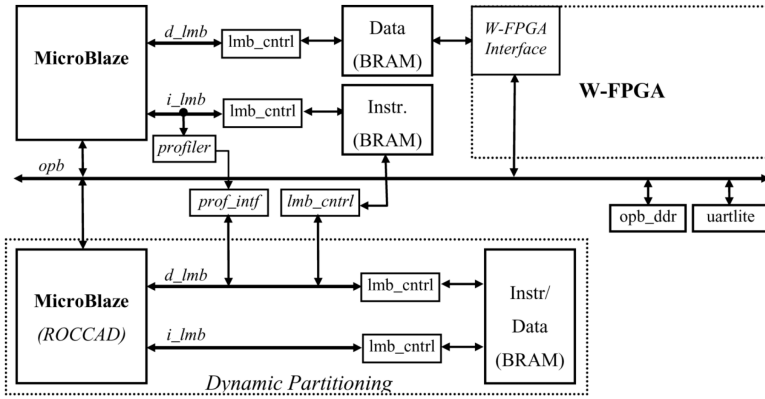 d_lmb
lmb_cntrl
Data
(BRAM)
W-FPGA
Interface
MicroBlaze
W-FPGA
i_lmb
lmb_cntrl
Instr.
(BRAM)
profiler
opb
prof_intf
lmb_cntrl
opb_ddr
uartlite
d_lmb
lmb_cntrl
MicroBlaze
(ROCCAD)
Instr/
Data
(BRAM)
i_lmb
lmb_cntrl
Dynamic Partitioning